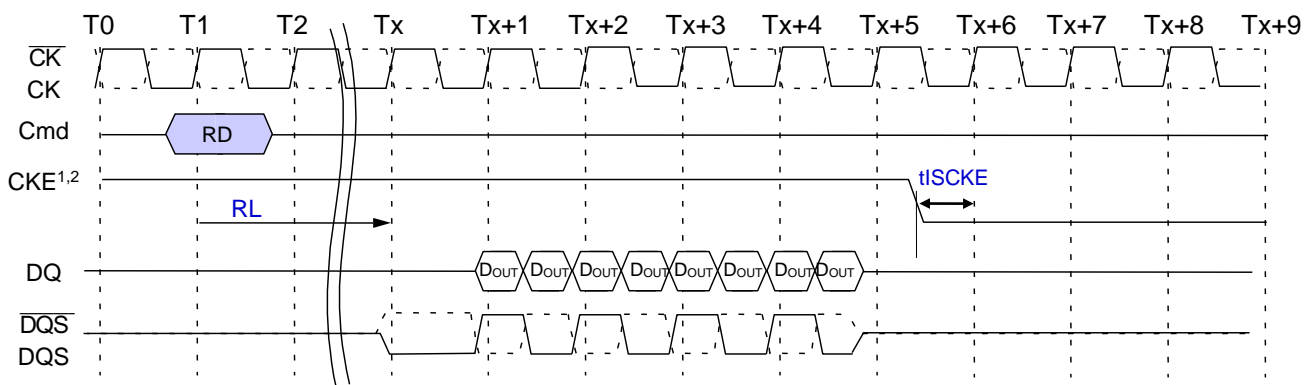 T0 T1 T2 Tx Tx+1 Tx+2 Tx+3 Tx+4 Tx+5 Tx+6 Tx+7 Tx+8 Tx+9
CK
CK
Cmd RD
CKE1,2 tISCKE
RL
DQ DOUT DOUT DOUT DOUT DOUT DOUT DOUT DOUT
DQS
DQS